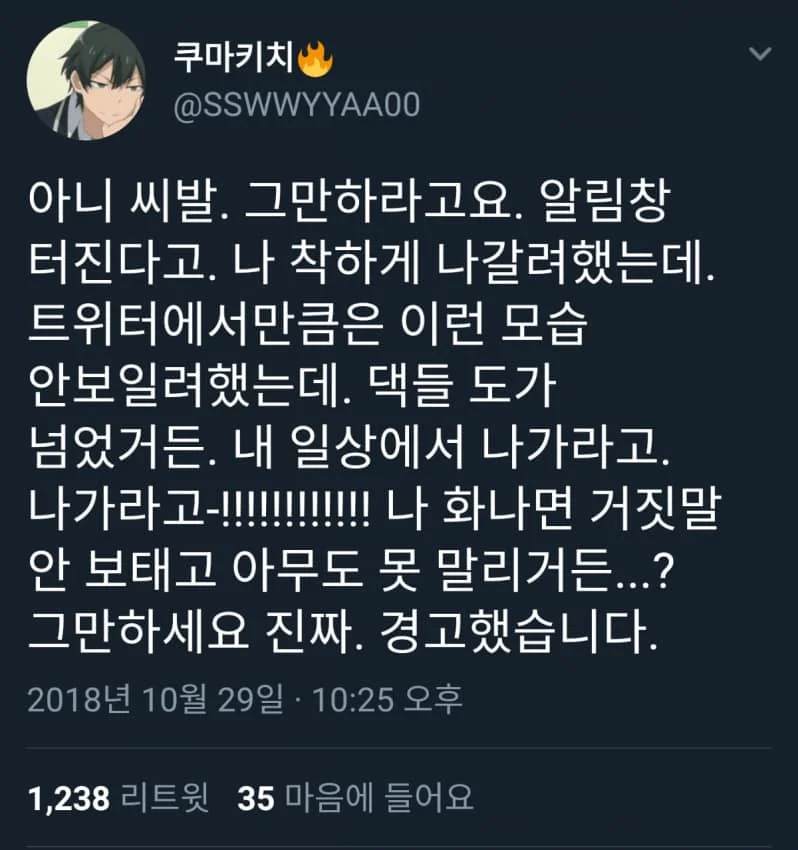 쿠마키치🔥
@SSWWYYAA00
아니 씨발. 그만하라고요. 알림창
터진다고. 나 착하게 나갈려했는데.
트위터에서만큼은 이런 모습
안보일려했는데. 댁들 도가
넘었거든. 내 일상에서 나가라고.
나가라고-!!!!!!!!!!!!! 나 화나면 거짓말
안 보태고 아무도 못 말리거든...?
그만하세요 진짜. 경고했습니다.
2018년 10월 29일 · 10:25 오후
1,238 리트윗 35 마음에 들어요